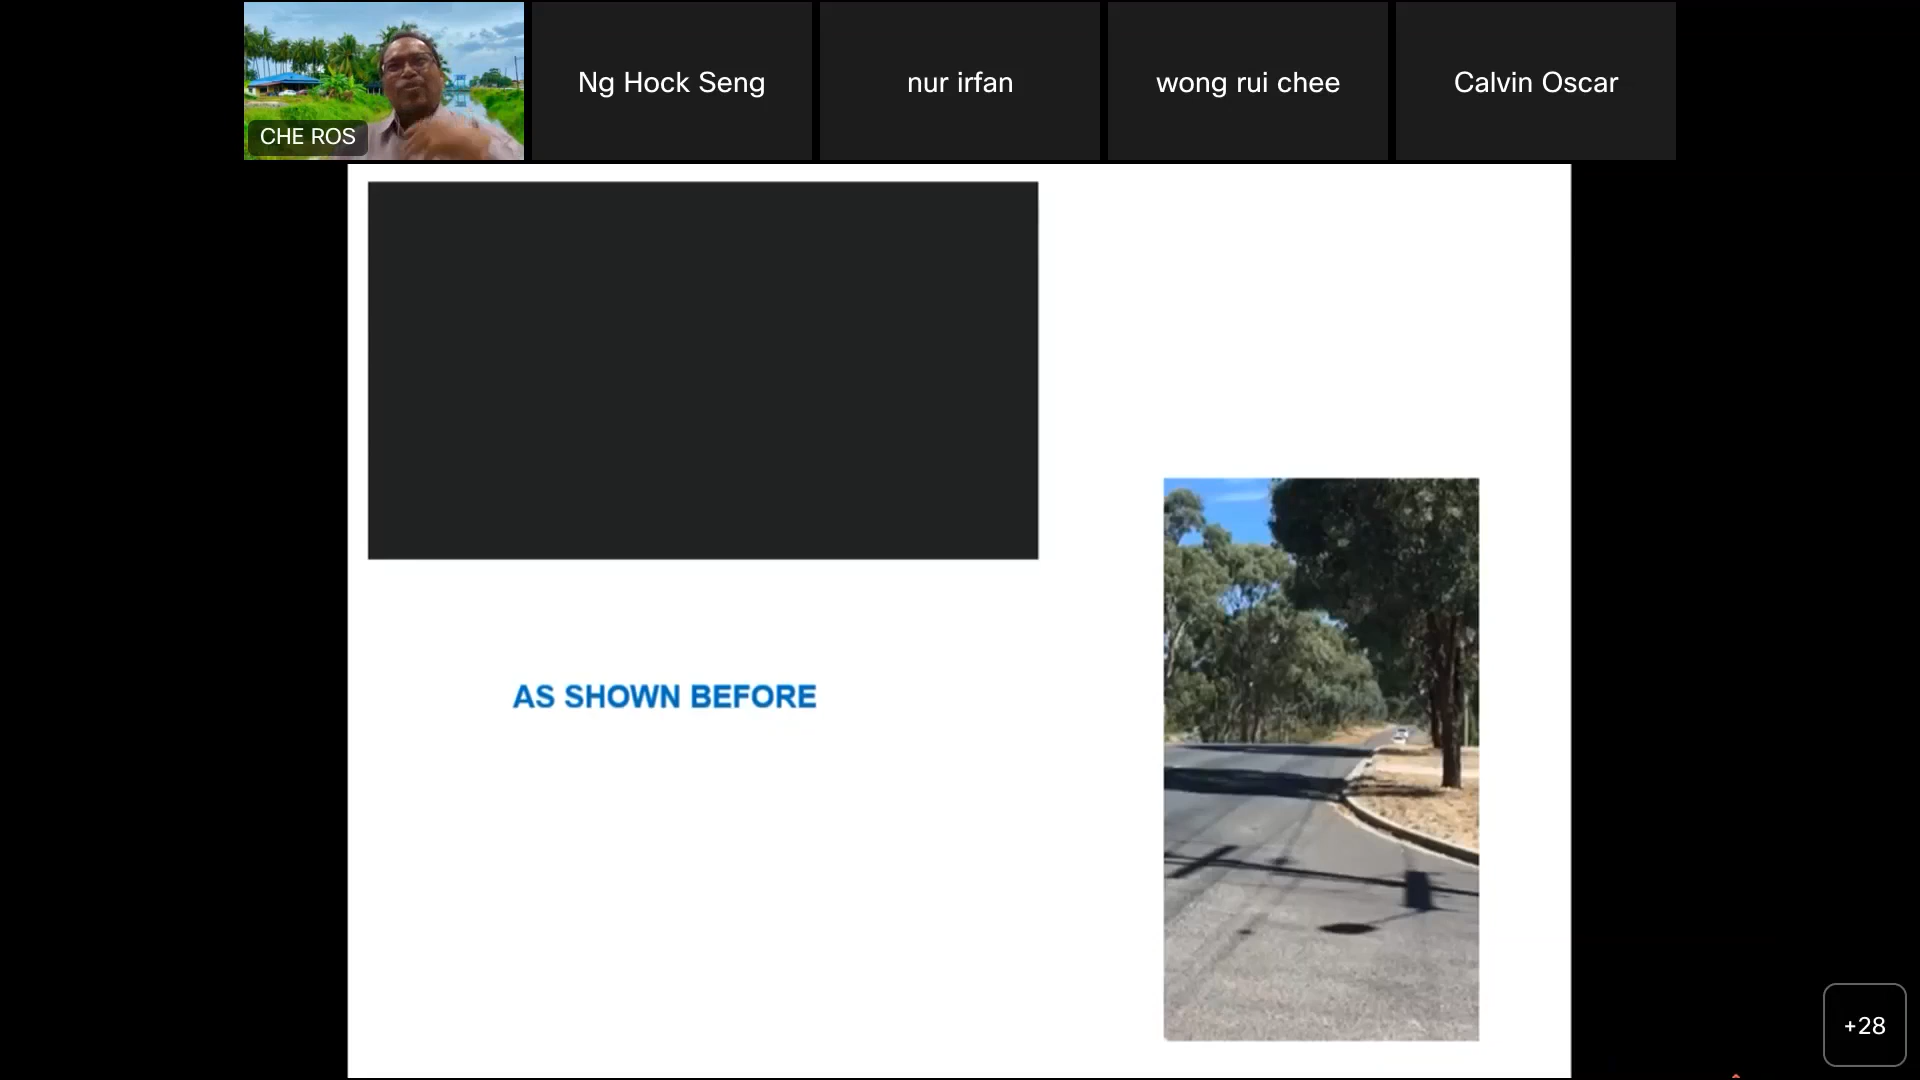 CHE ROS
Ng Hock Seng
nur irfan
wong rui chee
Calvin Oscar
AS SHOWN BEFORE
+28